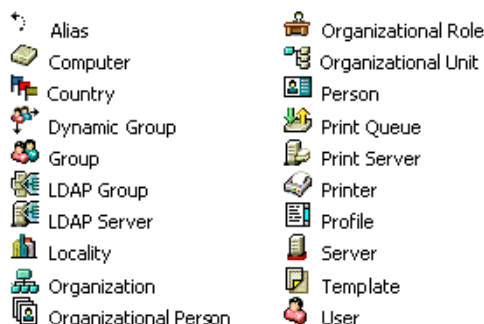 Alias
Computer
Country
Dynamic Group
Group
LDAP Group
LDAP Server
Locality
Organization
Organizational Person
Organizational Role
Organizational Unit
Person
Print Queue
Print Server
Printer
Profile
Server
Template
User